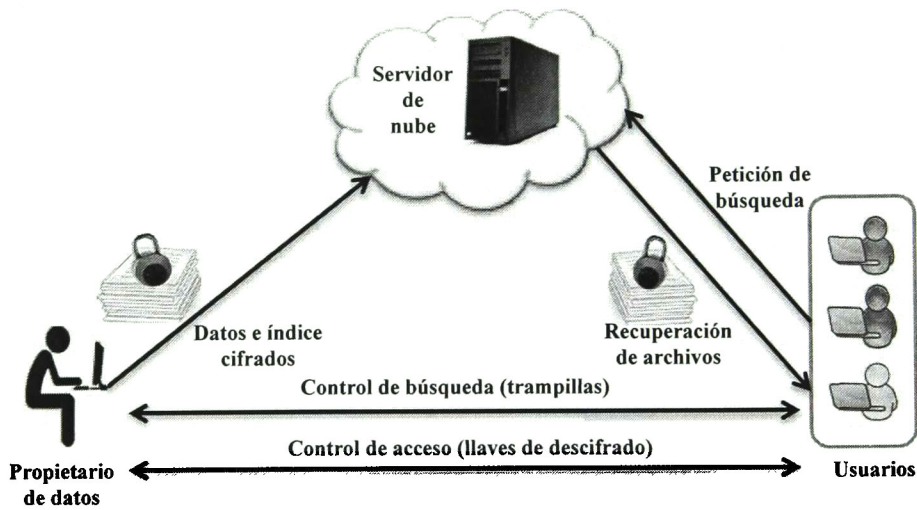 Servidor
de
nube
Petición de
búsqueda
Datos e índice
cifrados
Recuperación
de archivos
Control de búsqueda (trampillas)
Control de acceso (llaves de descifrado)
Propietario
de datos
Usuarios